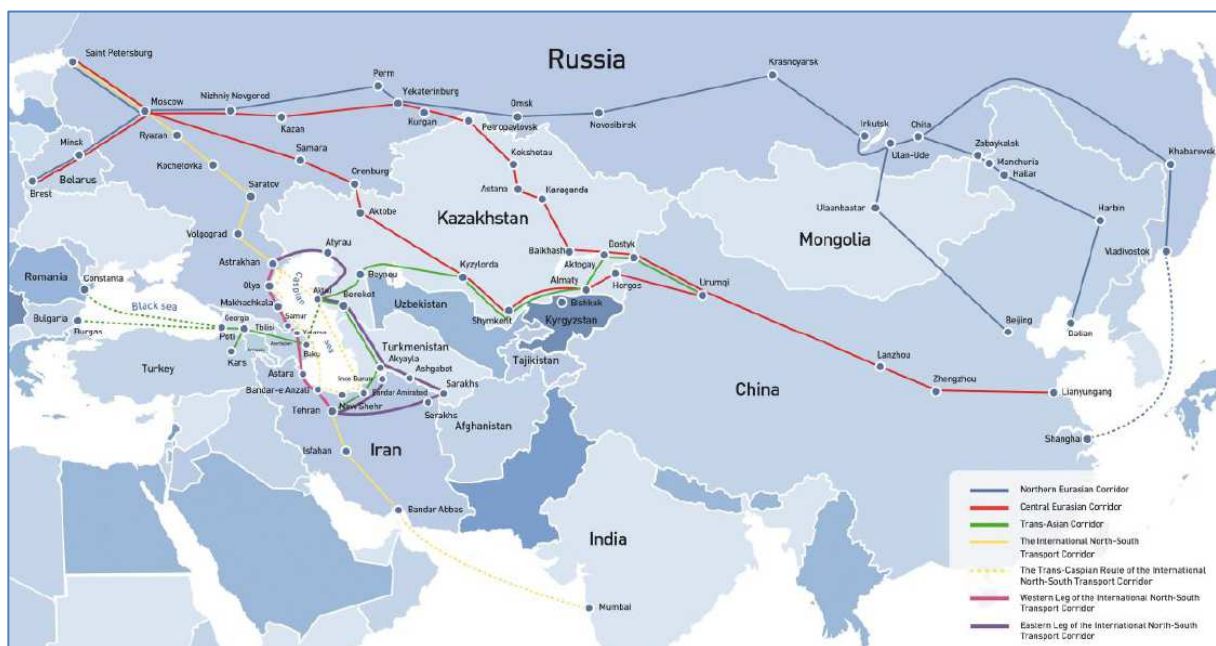 Russia
Saint Petersburg
Moscow
Nizhniy Novgorod
Perm
Yekaterinburg
Kurgan
Kazan
Omsk
Petropavlovsk
Novosibirsk
Krasnoyarsk
Irkutsk
Ulan-Ude
Chita
Zabaykalsk
Manchuria
Hailar
Khabarovsk
Harbin
Vladivostok
Minsk
Belarus
Brest
Ryazan
Kochetovka
Samara
Saratov
Orenburg
Aktobe
Kokshetau
Astana
Karaganda
Kazakhstan
Ulaanbaatar
Mongolia
Volgograd
Astrakhan
Atyrau
Balkhash
Dostyk
Aktogay
Almaty
Horgos
Urumqi
Kyzylorda
Beyneu
Olya
Caspian
Aktau
Bereket
Romania
Constanta
Black sea
Makhachkala
Samur
Uzbekistan
Shymkent
Bishkek
Kyrgyzstan
Beijing
Dalian
Bulgaria
Burgas
Georgia
Poti
Tbilisi
Baku
sea
Turkmenistan
Tajikistan
Kars
Turkey
Astara
Akyayla
Ashgabat
Sarakhs
Bandar-e Anzali
Bandar Amirabad
Tehran
Serakhs
Afghanistan
China
Lanzhou
Zhengzhou
Lianyungang
Shanghai
Isfahan
Iran
Bandar Abbas
India
Mumbai
Northern Eurasian Corridor
Central Eurasian Corridor
Trans-Asian Corridor
The International North-South
Transport Corridor
The Trans-Caspian Route of the International
North-South Transport Corridor
Western Leg of the International North-South
Transport Corridor
Eastern Leg of the International North-South
Transport Corridor